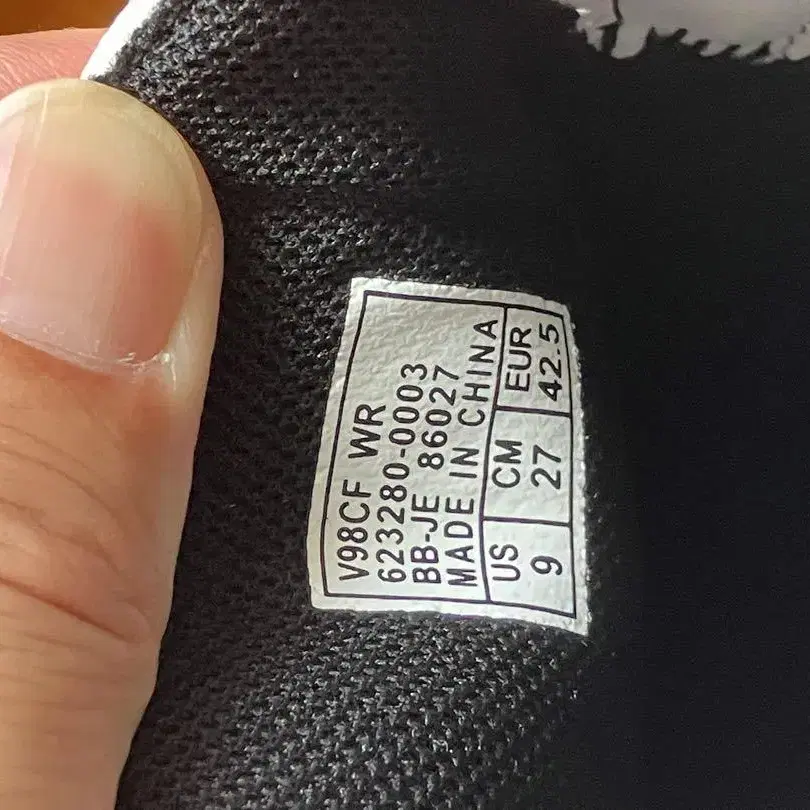 V98CF WR
623280-0003
BB-JE 86027
MADE IN CHINA
US CM EUR
9 27 42.5